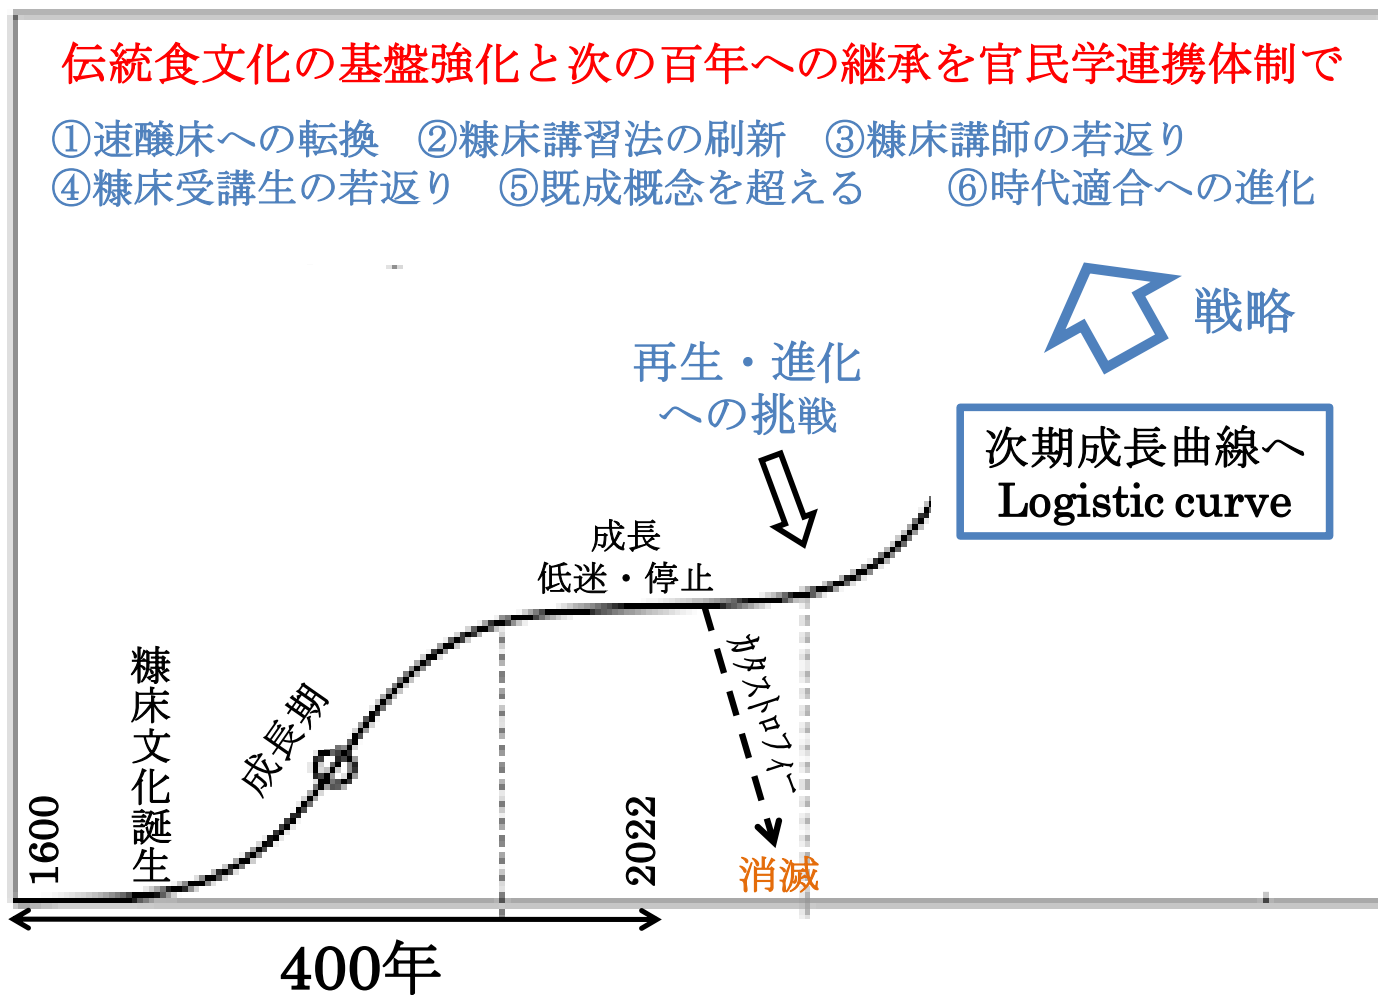 伝統食文化の基盤強化と次の百年への継承を官民学連携体制で
①速醸床への転換　②糠床講習法の刷新　③糠床講師の若返り
④糠床受講生の若返り　⑤既成概念を超える　⑥時代適合への進化
戦略
再生・進化
への挑戦
次期成長曲線へ
Logistic curve
成長
低迷・停止
カタストロフィー
糠床文化誕生
成長期
1600
2022
消滅
400年